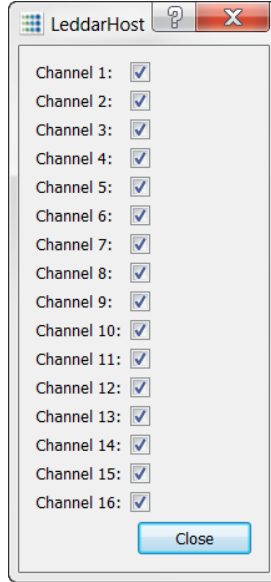 LeddarHost
Channel 1:
Channel 2:
Channel 3:
Channel 4:
Channel 5:
Channel 6:
Channel 7:
Channel 8:
Channel 9:
Channel 10:
Channel 11:
Channel 12:
Channel 13:
Channel 14:
Channel 15:
Channel 16:
Close